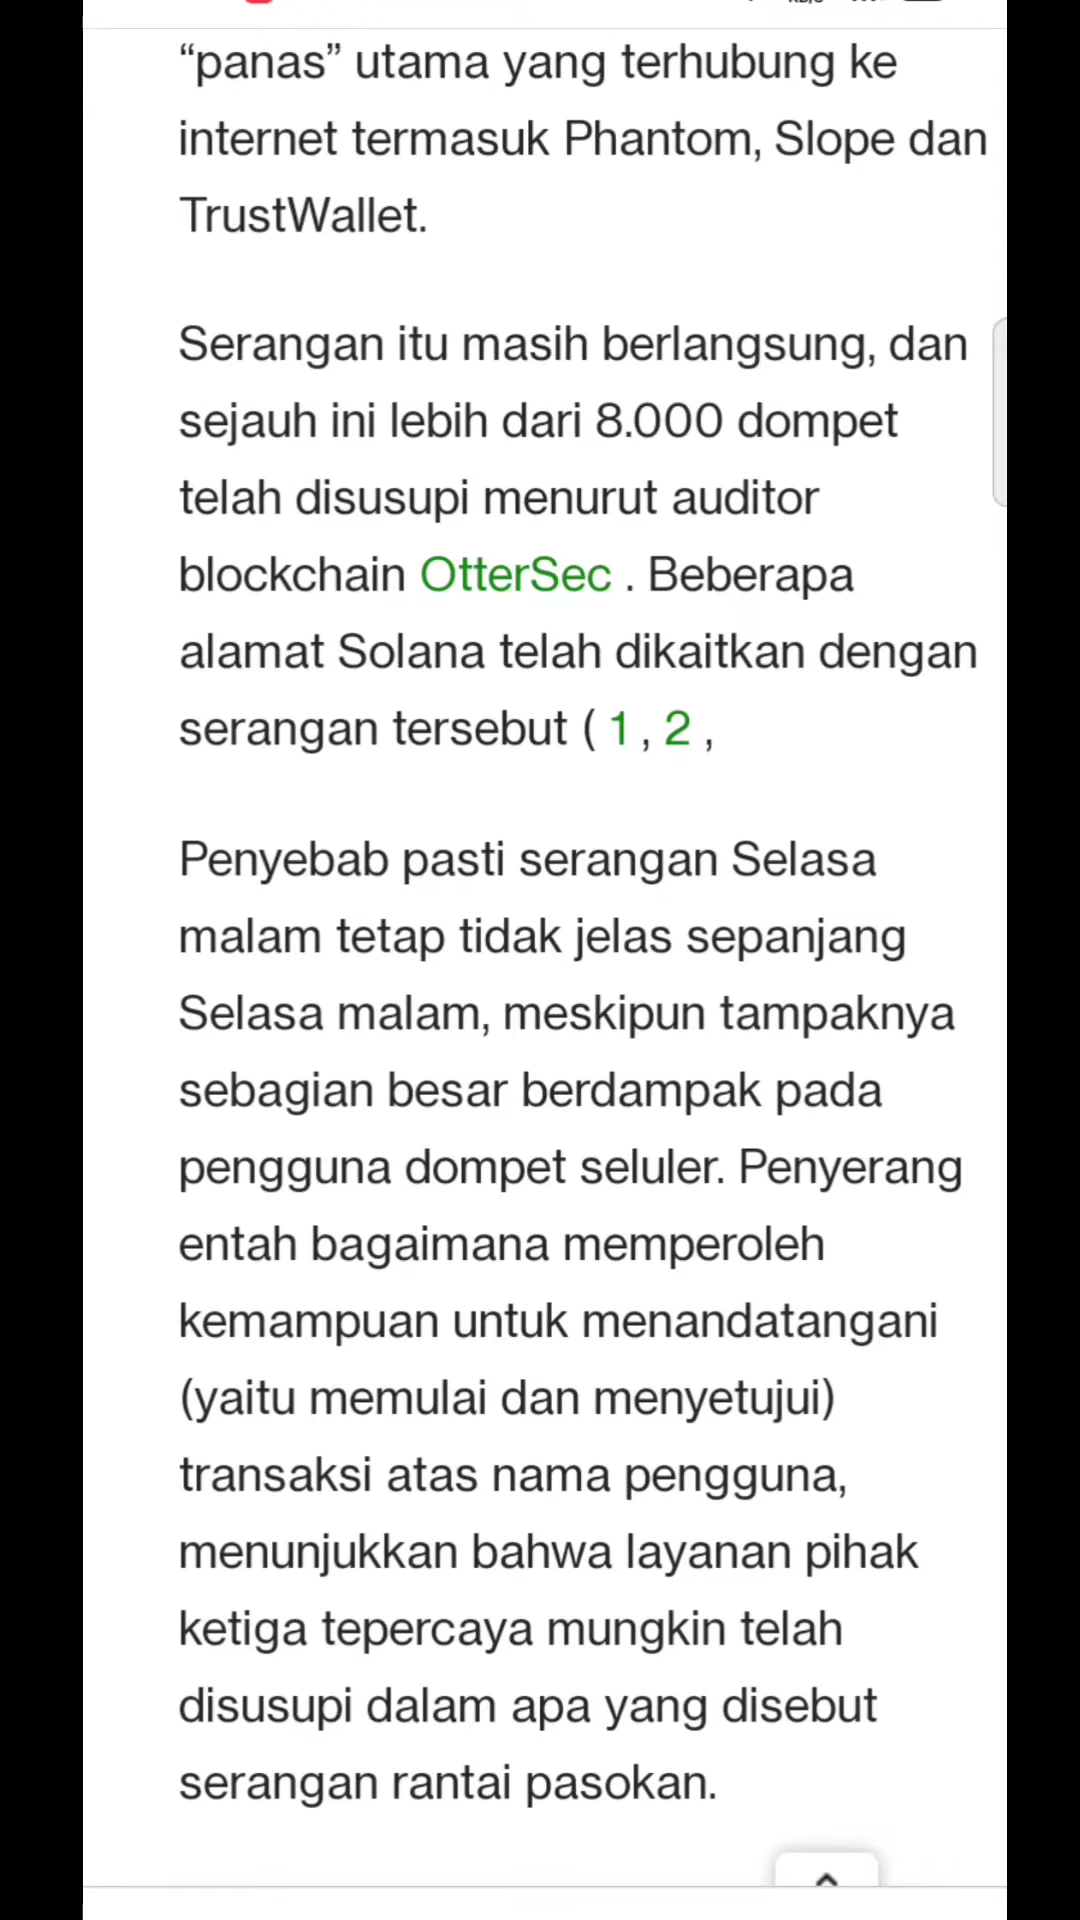 “panas” utama yang terhubung ke
internet termasuk Phantom, Slope dan
TrustWallet.
Serangan itu masih berlangsung, dan
sejauh ini lebih dari 8.000 dompet
telah disusupi menurut auditor
blockchain OtterSec . Beberapa
alamat Solana telah dikaitkan dengan
serangan tersebut ( 1 , 2 ,
Penyebab pasti serangan Selasa
malam tetap tidak jelas sepanjang
Selasa malam, meskipun tampaknya
sebagian besar berdampak pada
pengguna dompet seluler. Penyerang
entah bagaimana memperoleh
kemampuan untuk menandatangani
(yaitu memulai dan menyetujui)
transaksi atas nama pengguna,
menunjukkan bahwa layanan pihak
ketiga tepercaya mungkin telah
disusupi dalam apa yang disebut
serangan rantai pasokan.